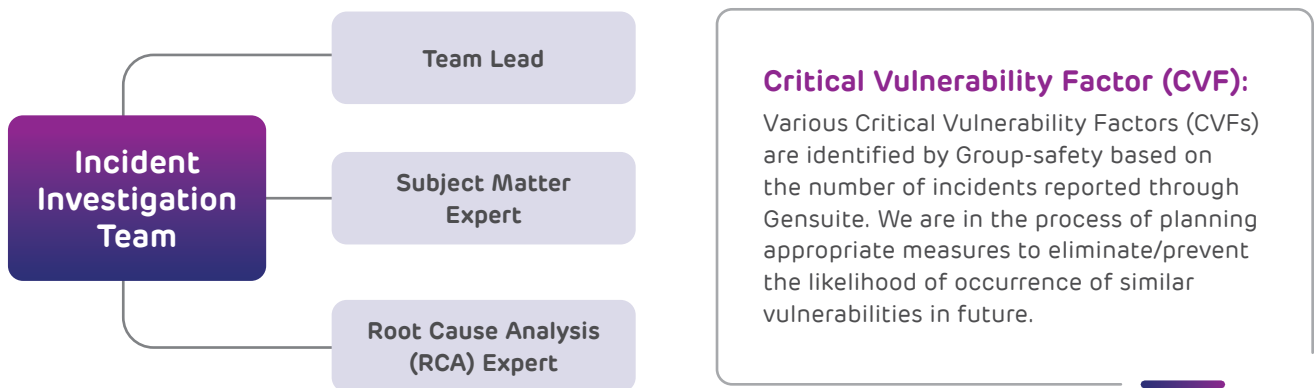 Incident
Investigation
Team
Team Lead
Subject Matter
Expert
Root Cause Analysis
(RCA) Expert
Critical Vulnerability Factor (CVF):
Various Critical Vulnerability Factors (CVFs)
are identified by Group-safety based on
the number of incidents reported through
Gensuite. We are in the process of planning
appropriate measures to eliminate/prevent
the likelihood of occurrence of similar
vulnerabilities in future.